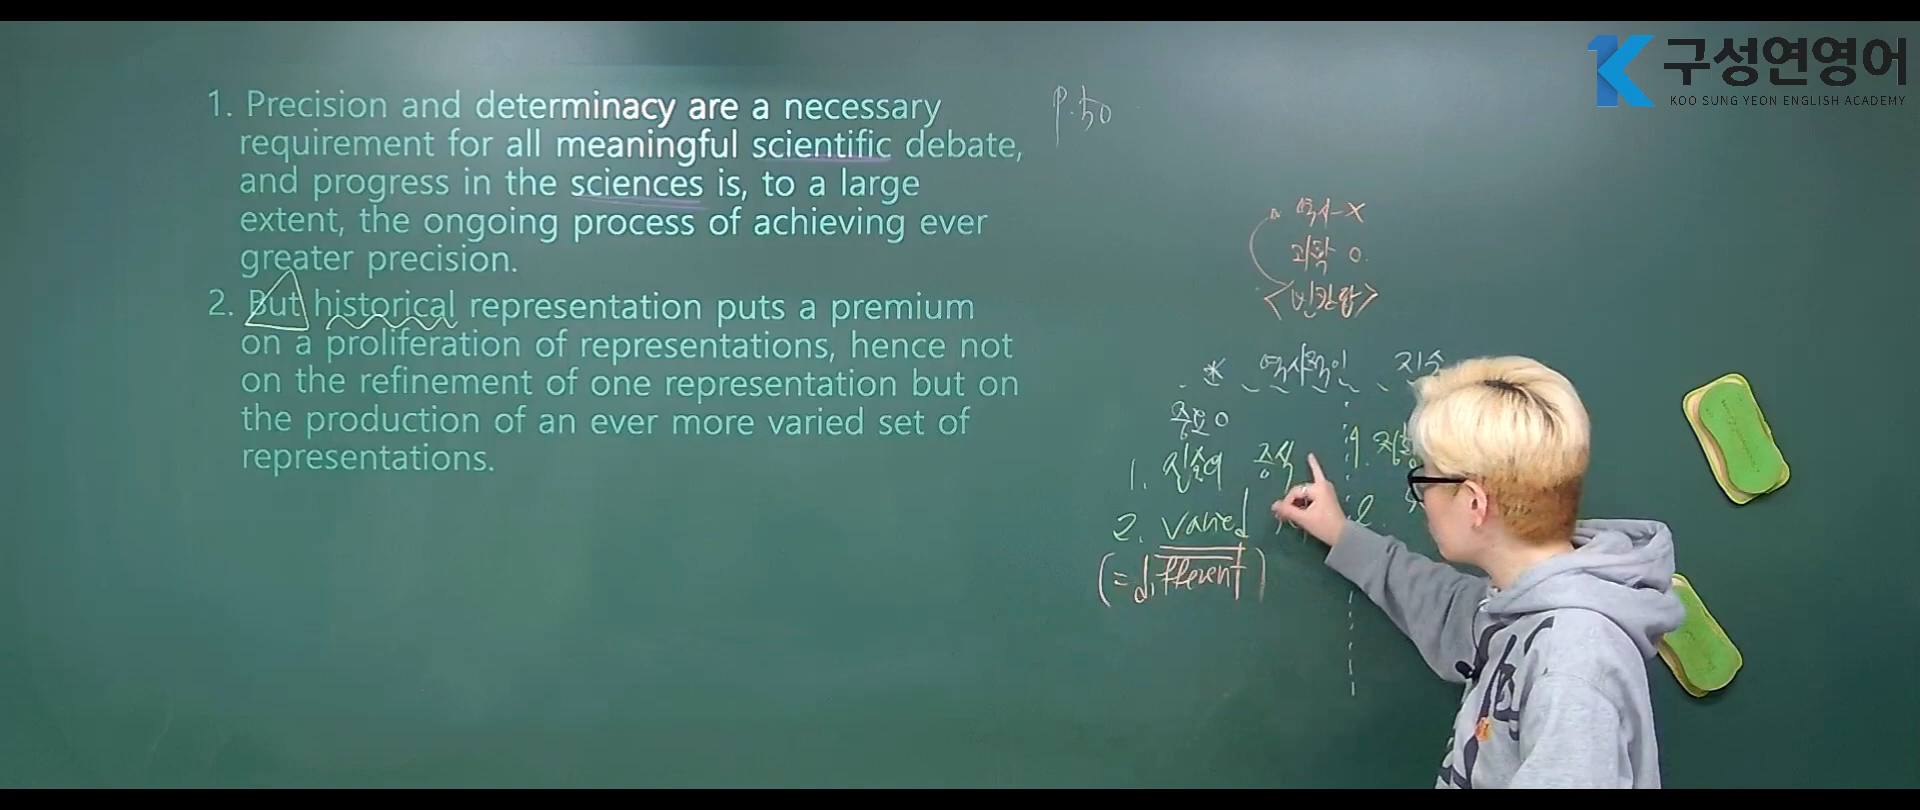 구성연영어
KOO SUNG YEON ENGLISH ACADEMY
1. Precision and determinacy are a necessary
requirement for all meaningful scientific debate,
and progress in the sciences is, to a large
extent, the ongoing process of achieving ever
greater precision.
2. But historical representation puts a premium
on a proliferation of representations, hence not
on the refinement of one representation but on
the production of an ever more varied set of
representations.
p.50
역사-X
과학 O.
<빈칸왕>
* 역사적인
중요 O
1. 진술의 증식 1.
2. varied 2.
(=different)